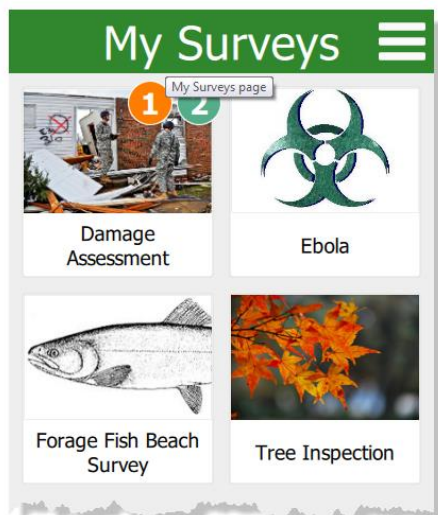 My Surveys
My Surveys page
1 2
Damage
Assessment
Ebola
Forage Fish Beach
Survey
Tree Inspection